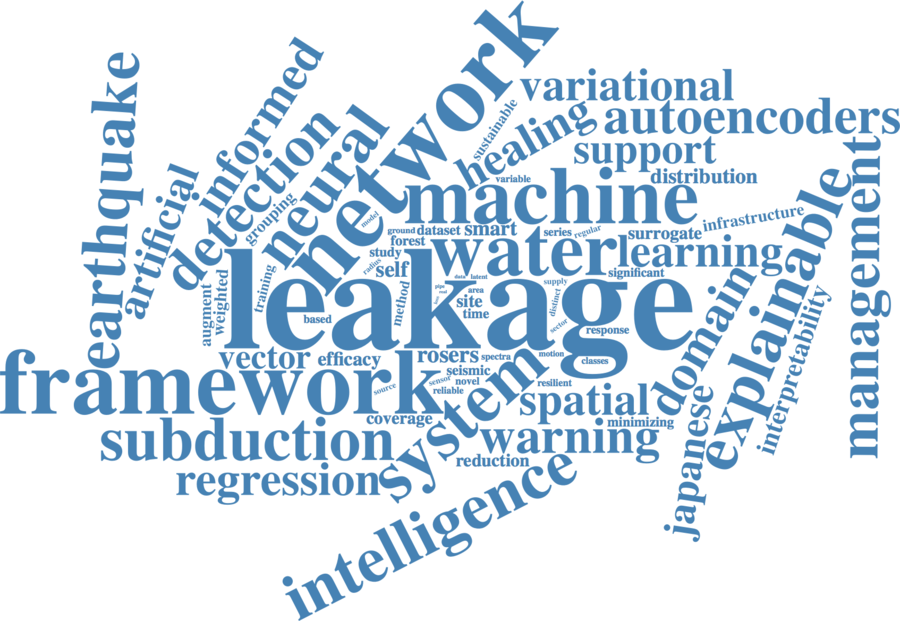 network
variational
autoencoders
earthquake
informed
sustainable
healing
support
detection
neural
distribution
artificial
grouping
variable
machine
management
model
infrastructure
ground
dataset
smart
series
regular
surrogate
explainable
forest
water
learning
study
self
radius
significant
augment
weighted
training
method
leakage
data
latent
supply
domain
pipe
real
area
site
time
distinct
sector
response
based
interpretability
vector
efficacy
rosers
spectra
motion
classes
framework
source
sensor
seismic
novel
reliable
resilient
system
spatial
minimizing
coverage
japanese
subduction
warning
reduction
regression
intelligence